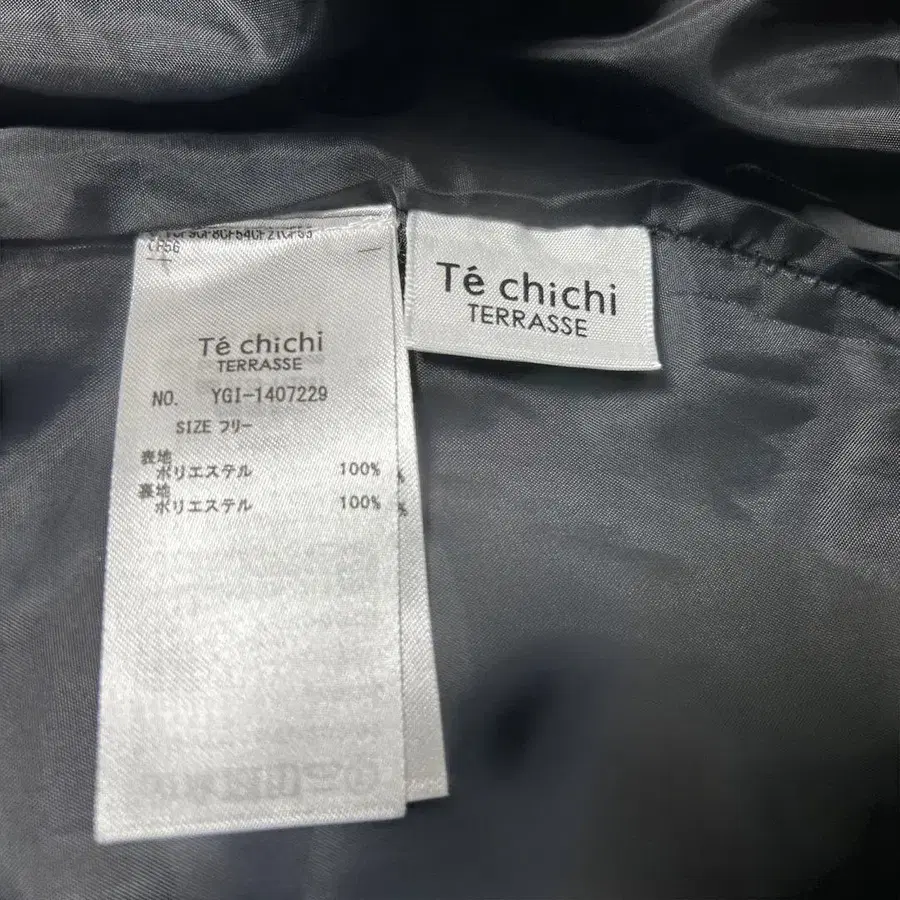 CP5G
Té chichi
TERRASSE
NO. YGI-1407229
SIZE フリー
表地
ポリエステル 100%
裏地
ポリエステル 100%
Té chichi
TERRASSE